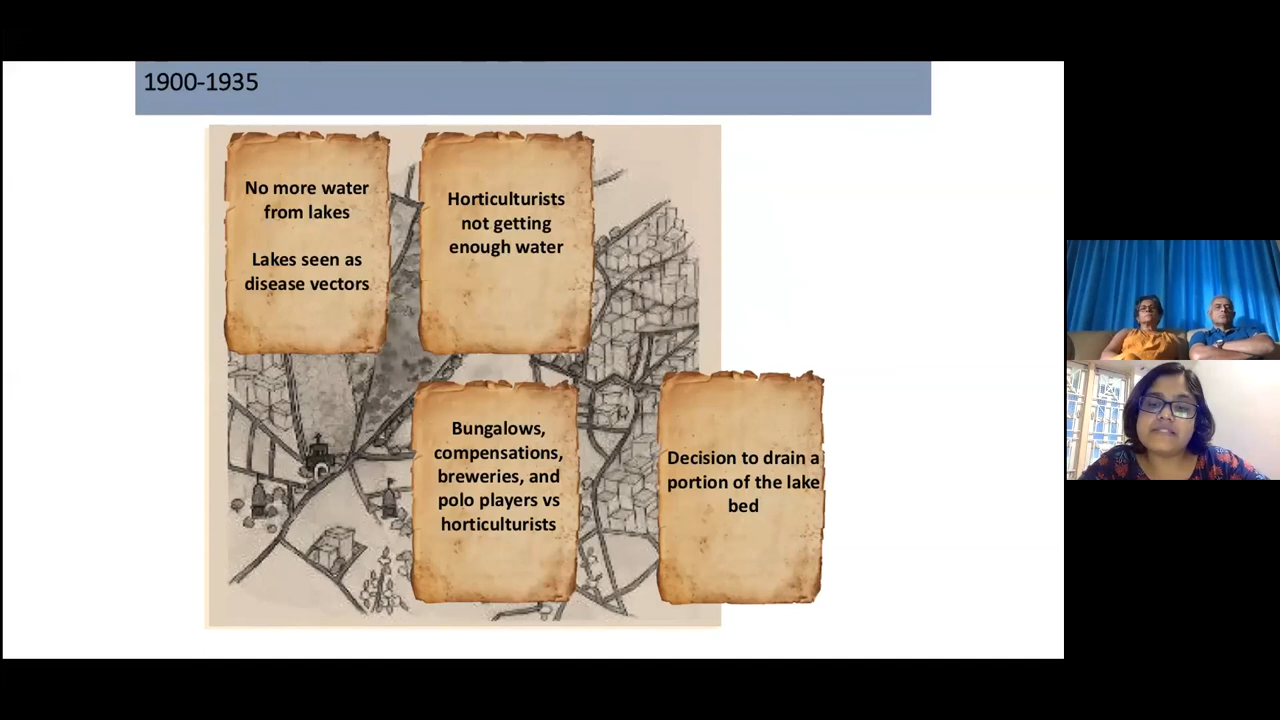 1900-1935
No more water
from lakes
Lakes seen as
disease vectors
Horticulturists
not getting
enough water
Bungalows,
compensations,
breweries, and
polo players vs
horticulturists
Decision to drain a
portion of the lake
bed